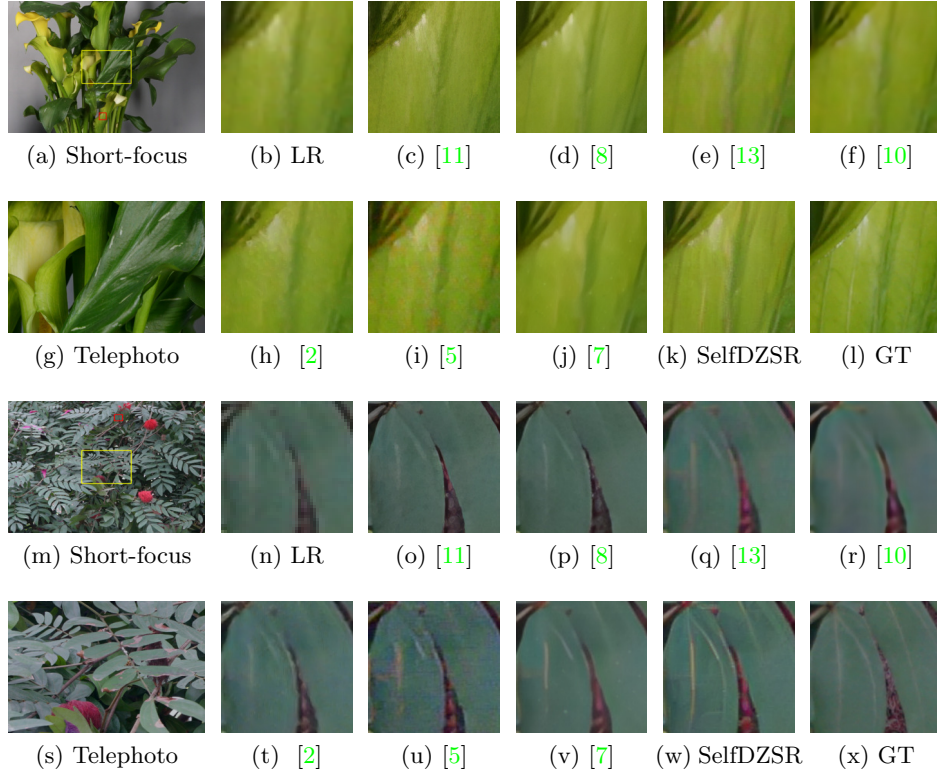 (a) Short-focus (b) LR (c) [11] (d) [8] (e) [13] (f) [10]
(g) Telephoto (h) [2] (i) [5] (j) [7] (k) SelfDZSR (l) GT
(m) Short-focus (n) LR (o) [11] (p) [8] (q) [13] (r) [10]
(s) Telephoto (t) [2] (u) [5] (v) [7] (w) SelfDZSR (x) GT